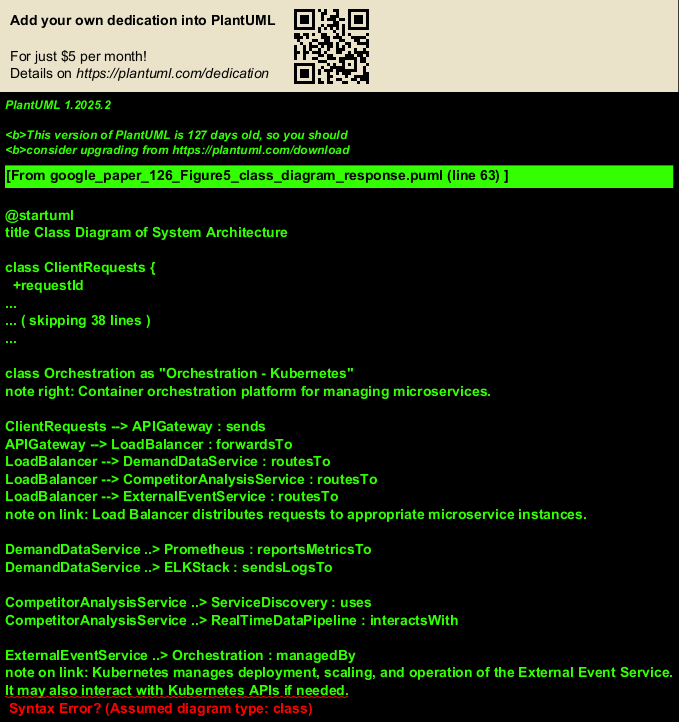 Add your own dedication into PlantUML
For just $5 per month!
Details on https://plantuml.com/dedication
PlantUML 1.2025.2
<b>This version of PlantUML is 127 days old, so you should
<b>consider upgrading from https://plantuml.com/download
[From google_paper_126_Figure5_class_diagram_response.puml (line 63) ]
@startuml
title Class Diagram of System Architecture
class ClientRequests {
+requestId
...
... ( skipping 38 lines )
...
class Orchestration as "Orchestration - Kubernetes"
note right: Container orchestration platform for managing microservices.
ClientRequests --> APIGateway : sends
APIGateway --> LoadBalancer : forwardsTo
LoadBalancer --> DemandDataService : routesTo
LoadBalancer --> CompetitorAnalysisService : routesTo
LoadBalancer --> ExternalEventService : routesTo
note on link: Load Balancer distributes requests to appropriate microservice instances.
DemandDataService ..> Prometheus : reportsMetricsTo
DemandDataService ..> ELKStack : sendsLogsTo
CompetitorAnalysisService ..> ServiceDiscovery : uses
CompetitorAnalysisService ..> RealTimeDataPipeline : interactsWith
ExternalEventService ..> Orchestration : managedBy
note on link: Kubernetes manages deployment, scaling, and operation of the External Event Service.
It may also interact with Kubernetes APIs if needed.
Syntax Error? (Assumed diagram type: class)